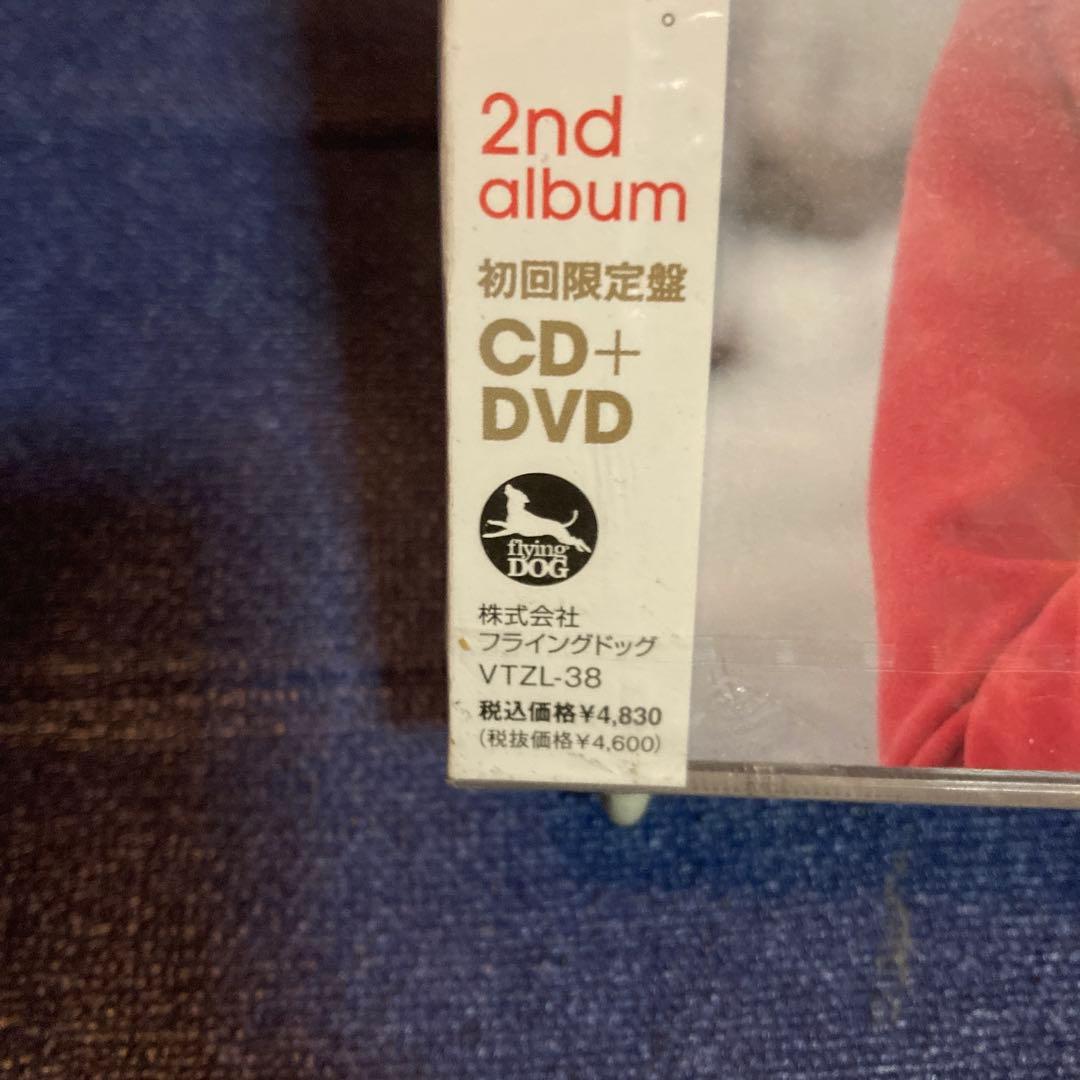 。
2nd
album
初回限定盤
CD+
DVD
flying
DOG
株式会社
フライングドッグ
VTZL-38
税込価格¥4,830
(税抜価格¥4,600)